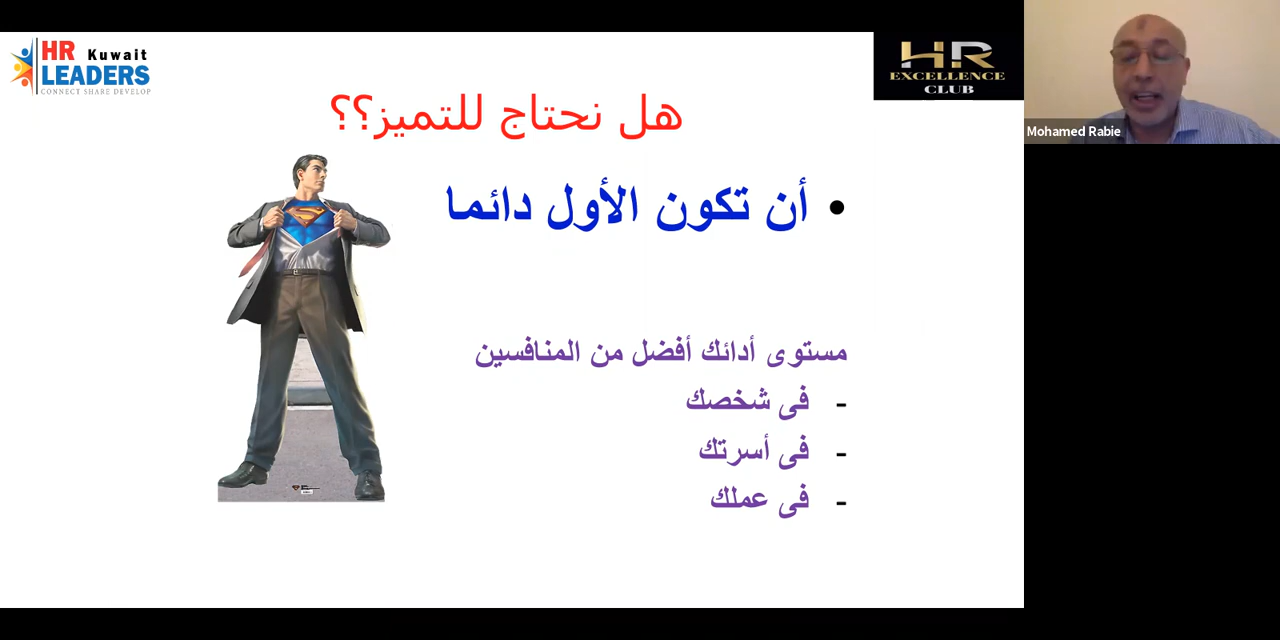 HR Kuwait
LEADERS
CONNECT SHARE DEVELOP
HR
EXCELLENCE
CLUB
Mohamed Rabie
هل نحتاج للتميز؟؟
• أن تكون الأول دائما
مستوى أدائك أفضل من المنافسين
- فى شخصك
- فى أسرتك
- فى عملك